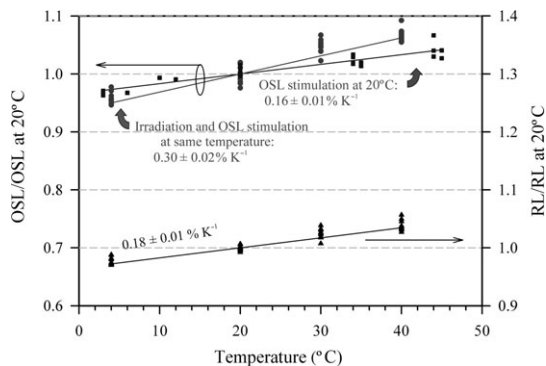 1.1
1.0
0.9
0.8
0.7
0.6
OSL/OSL at 20°C
1.4
1.3
1.2
1.1
1.0
0.9
RL/RL at 20°C
OSL stimulation at 20°C:
0.16 ± 0.01% K⁻¹
Irradiation and OSL stimulation
at same temperature:
0.30 ± 0.02% K⁻¹
0.18 ± 0.01 % K⁻¹
0
10
20
30
40
50
Temperature (°C)